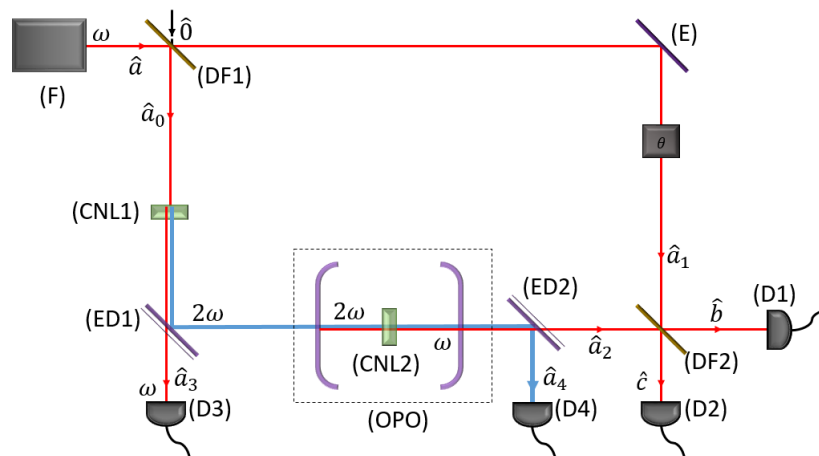 ω
0̂
(E)
â
(DF1)
(F)
â₀
θ
(CNL1)
â₁
(ED2)
(D1)
2ω
2ω
b̂
(ED1)
ω
â₂
(CNL2)
(DF2)
ω
â₃
â₄
ĉ
(D3)
(OPO)
(D4)
(D2)